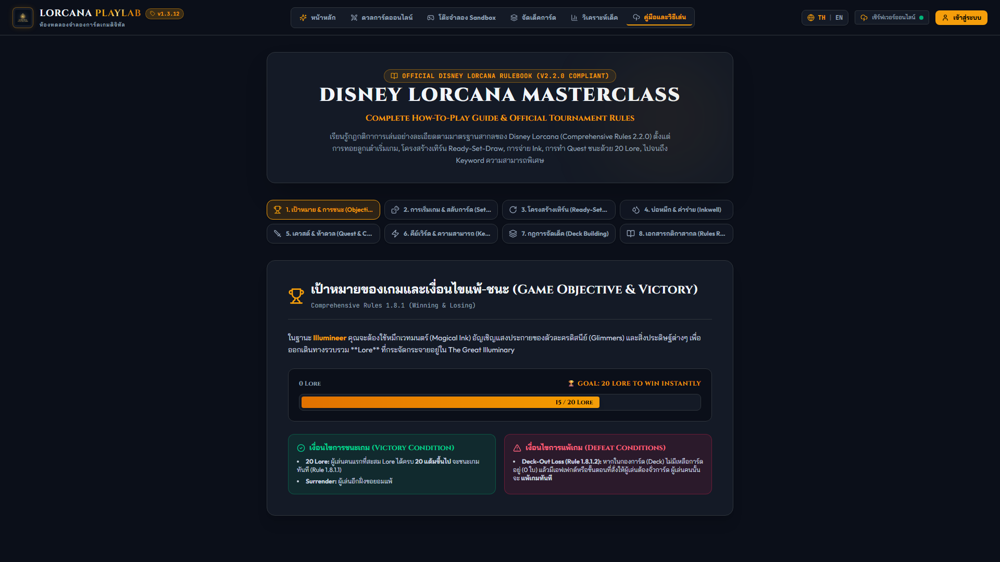 LORCANA PLAYLAB
v1.3.12
ห้องทดลองจำลองการ์ดเกมดิจิทัล
หน้าหลัก
ดวลการ์ดออนไลน์
โต๊ะจำลอง Sandbox
จัดเด็คการ์ด
วิเคราะห์เด็ค
คู่มือและวิธีเล่น
TH | EN
เซิร์ฟเวอร์ออนไลน์
เข้าสู่ระบบ
OFFICIAL DISNEY LORCANA RULEBOOK (V2.2.0 COMPLIANT)
DISNEY LORCANA MASTERCLASS
COMPLETE HOW-TO-PLAY GUIDE & OFFICIAL TOURNAMENT RULES
เรียนรู้กฎกติกาการเล่นอย่างละเอียดตามมาตรฐานสากลของ Disney Lorcana (Comprehensive Rules 2.2.0) ตั้งแต่
การทอยลูกเต๋าเริ่มเกม, โครงสร้างเทิร์น Ready-Set-Draw, การจ่าย Ink, การทำ Quest ชนะด้วย 20 Lore, ไปจนถึง
Keyword ความสามารถพิเศษ
1. เป้าหมาย & การชนะ (Objecti...
2. การเริ่มเกม & สลับการ์ด (Set...
3. โครงสร้างเทิร์น (Ready-Set...
4. บ่อหมึก & ค่าร่าย (Inkwell)
5. เควสต์ & ท้าดวล (Quest & C...
6. คีย์เวิร์ด & ความสามารถ (Ke...
7. กฎการจัดเด็ค (Deck Building)
8. เอกสารกติกาสากล (Rules R...
เป้าหมายของเกมและเงื่อนไขแพ้-ชนะ (GAME OBJECTIVE & VICTORY)
Comprehensive Rules 1.8.1 (Winning & Losing)
ในฐานะ Illumineer คุณจะต้องใช้หมึกเวทมนตร์ (Magical Ink) อัญเชิญแสงประกายของตัวละครดิสนีย์ (Glimmers) และสิ่งประดิษฐ์ต่างๆ เพื่อ
ออกเดินทางรวบรวม **Lore** ที่กระจัดกระจายอยู่ใน The Great Illuminary
0 LORE
GOAL: 20 LORE TO WIN INSTANTLY
15 / 20 LORE
เงื่อนไขการชนะเกม (VICTORY CONDITION)
• 20 Lore: ผู้เล่นคนแรกที่สะสม Lore ได้ครบ 20 แต้มขึ้นไป จะชนะเกม
ทันที (Rule 1.8.1.1)
• Surrender: ผู้เล่นอีกฝั่งขอยอมแพ้
เงื่อนไขการแพ้เกม (DEFEAT CONDITIONS)
• Deck-Out Loss (Rule 1.8.1.2): หากในกองการ์ด (Deck) ไม่มีเหลือการ์ด
อยู่ (0 ใบ) แล้วมีเอฟเฟกต์หรือขั้นตอนที่สั่งให้ผู้เล่นต้องจั่วการ์ด ผู้เล่นคนนั้น
จะ แพ้เกมทันที